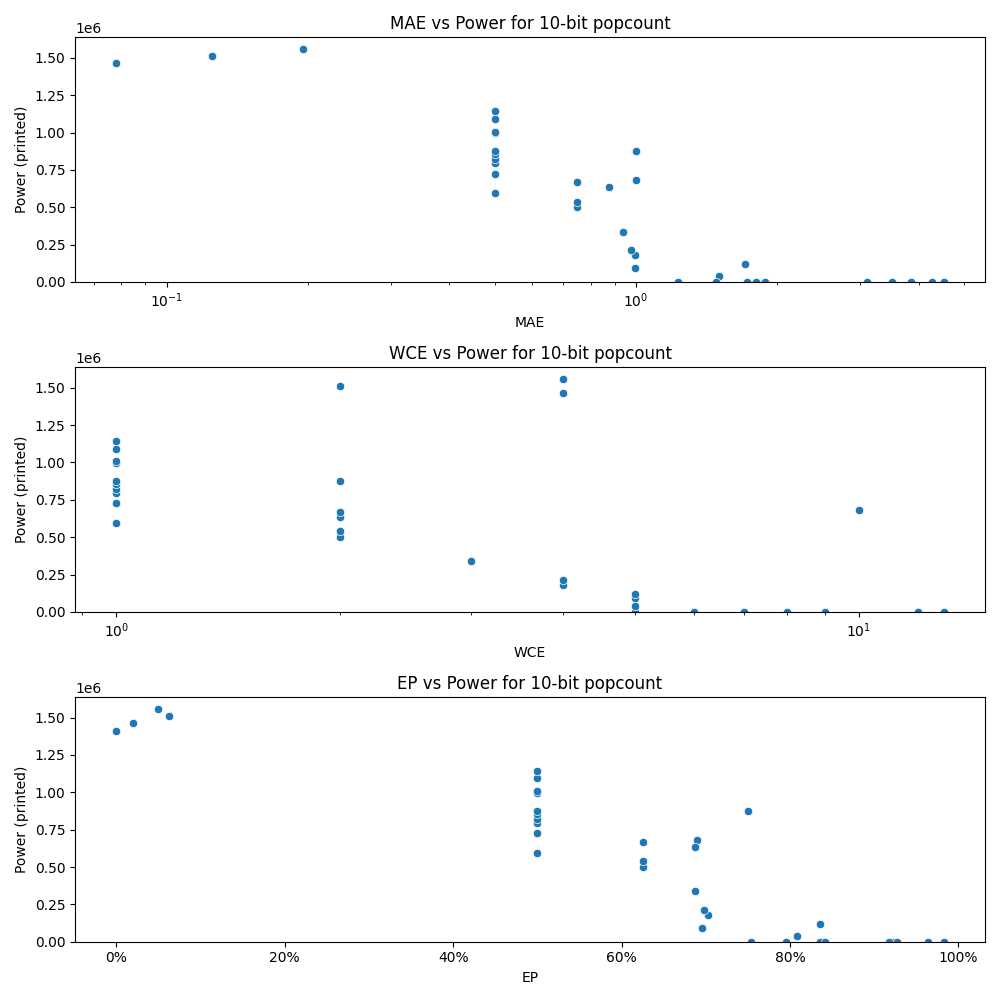 MAE vs Power for 10-bit popcount
1e6
1.50
1.25
1.00
0.75
0.50
0.25
0.00
Power (printed)
10⁻¹
10⁰
MAE
WCE vs Power for 10-bit popcount
1e6
1.50
1.25
1.00
0.75
0.50
0.25
0.00
Power (printed)
10⁰
10¹
WCE
EP vs Power for 10-bit popcount
1e6
1.50
1.25
1.00
0.75
0.50
0.25
0.00
Power (printed)
0%
20%
40%
60%
80%
100%
EP